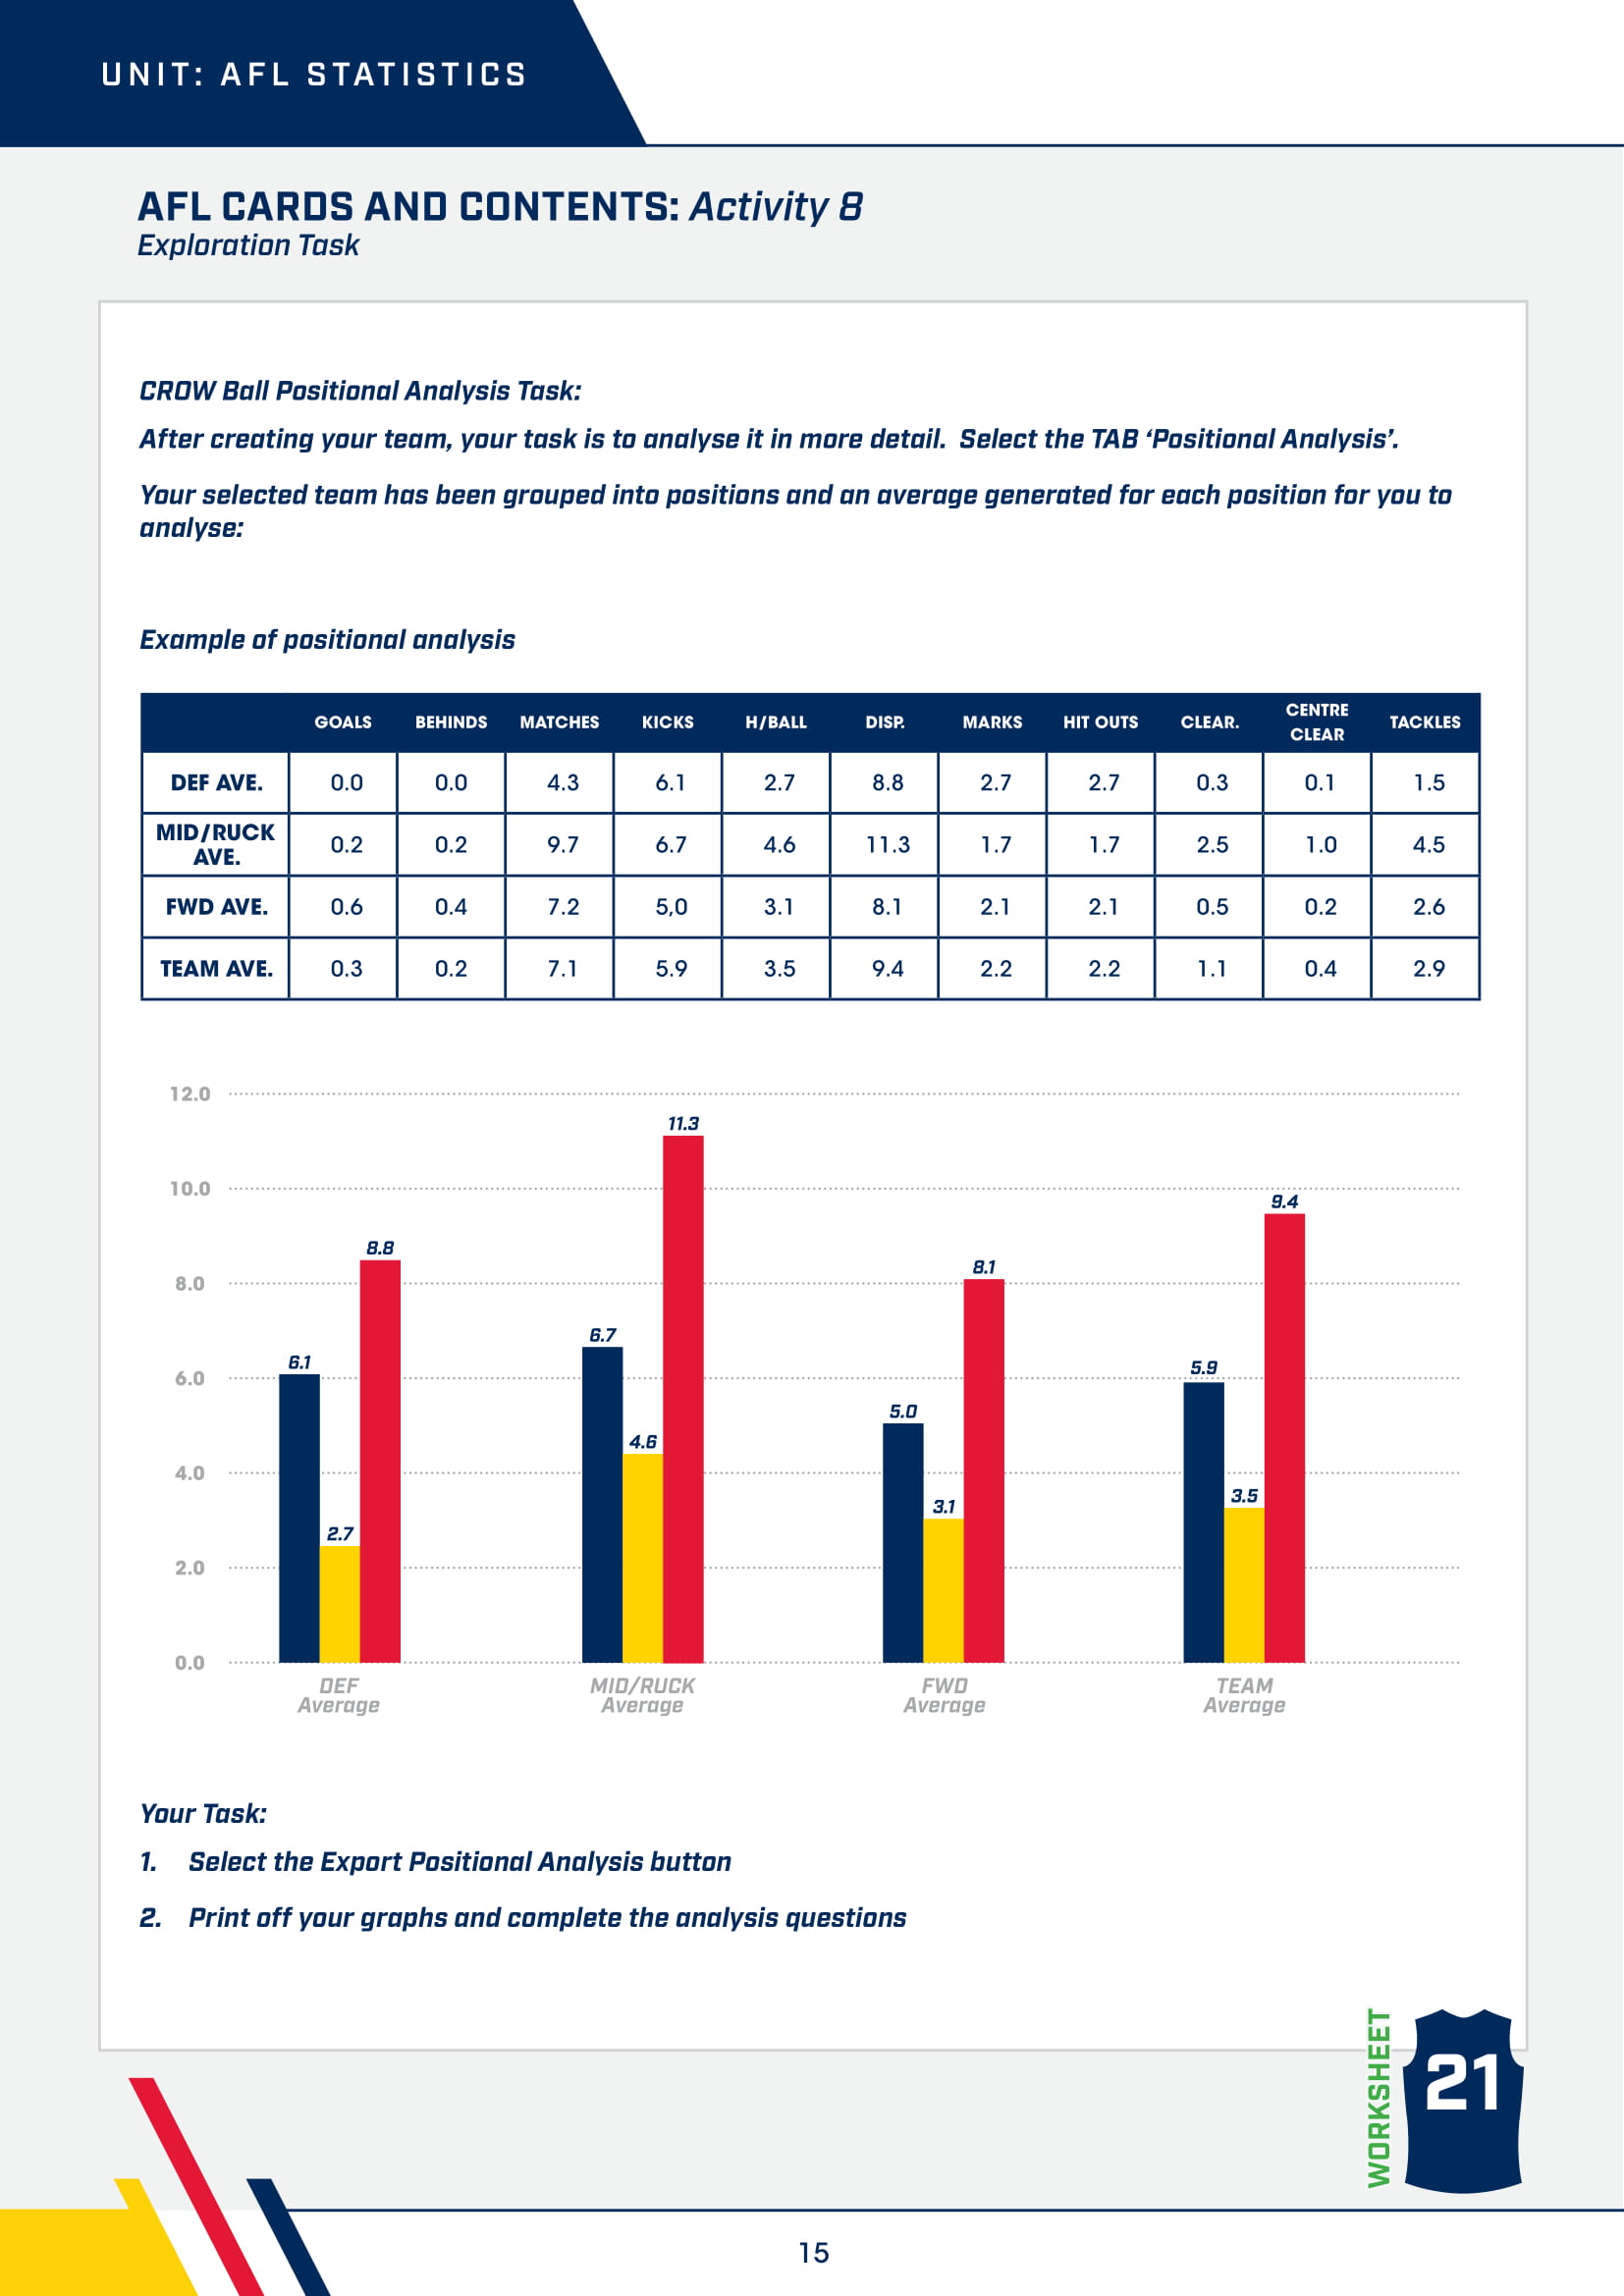 UNIT: AFL STATISTICS
AFL CARDS AND CONTENTS: Activity 8
Exploration Task
CROW Ball Positional Analysis Task:
After creating your team, your task is to analyse it in more detail.  Select the TAB ‘Positional Analysis’.
Your selected team has been grouped into positions and an average generated for each position for you to
analyse:
Example of positional analysis
GOALS BEHINDS MATCHES KICKS H/BALL DISP. MARKS HIT OUTS CLEAR. CENTRE CLEAR TACKLES
DEF AVE. 0.0 0.0 4.3 6.1 2.7 8.8 2.7 2.7 0.3 0.1 1.5
MID/RUCK AVE. 0.2 0.2 9.7 6.7 4.6 11.3 1.7 1.7 2.5 1.0 4.5
FWD AVE. 0.6 0.4 7.2 5,0 3.1 8.1 2.1 2.1 0.5 0.2 2.6
TEAM AVE. 0.3 0.2 7.1 5.9 3.5 9.4 2.2 2.2 1.1 0.4 2.9
12.0
11.3
10.0
9.4
8.8
8.1
8.0
6.7
6.1
5.9
6.0
5.0
4.6
4.0
3.5
3.1
2.7
2.0
0.0
DEF MID/RUCK FWD TEAM
Average Average Average Average
Your Task:
1. Select the Export Positional Analysis button
2. Print off your graphs and complete the analysis questions
WORKSHEET
21
15